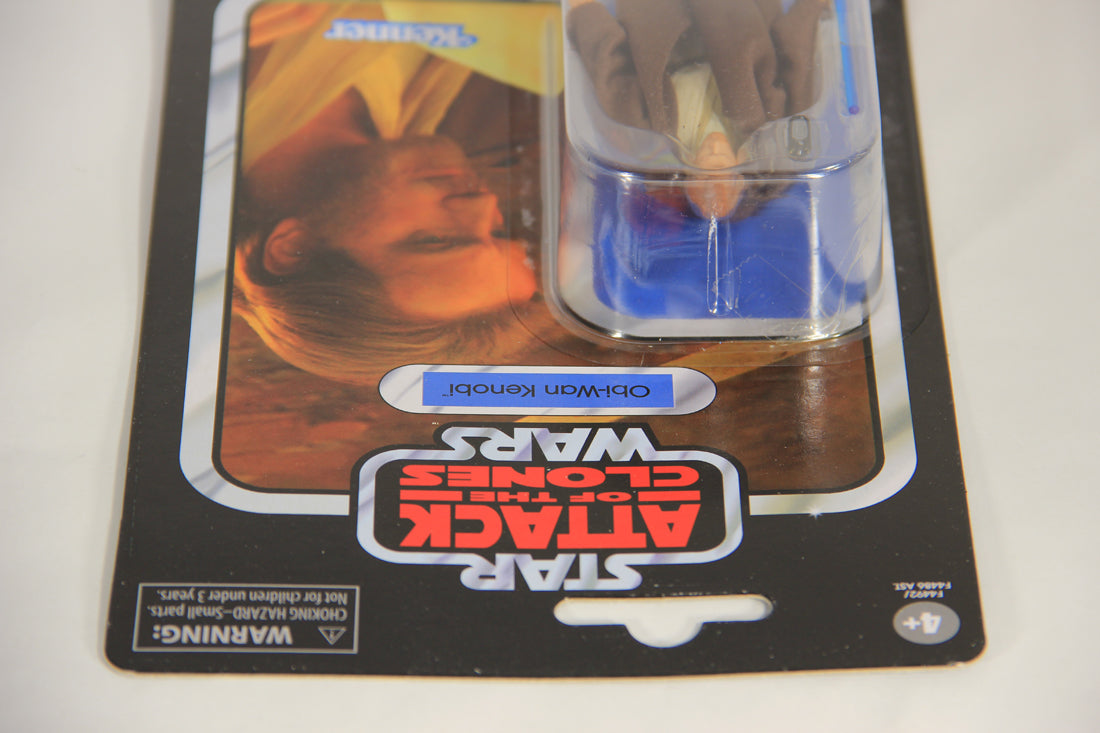 4+
F4492/
F4486 ASST.
⚠ WARNING:
CHOKING HAZARD–Small parts.
Not for children under 3 years.
STAR
ATTACK
OF THE
CLONES
WARS
Obi-Wan Kenobi™
Kenner